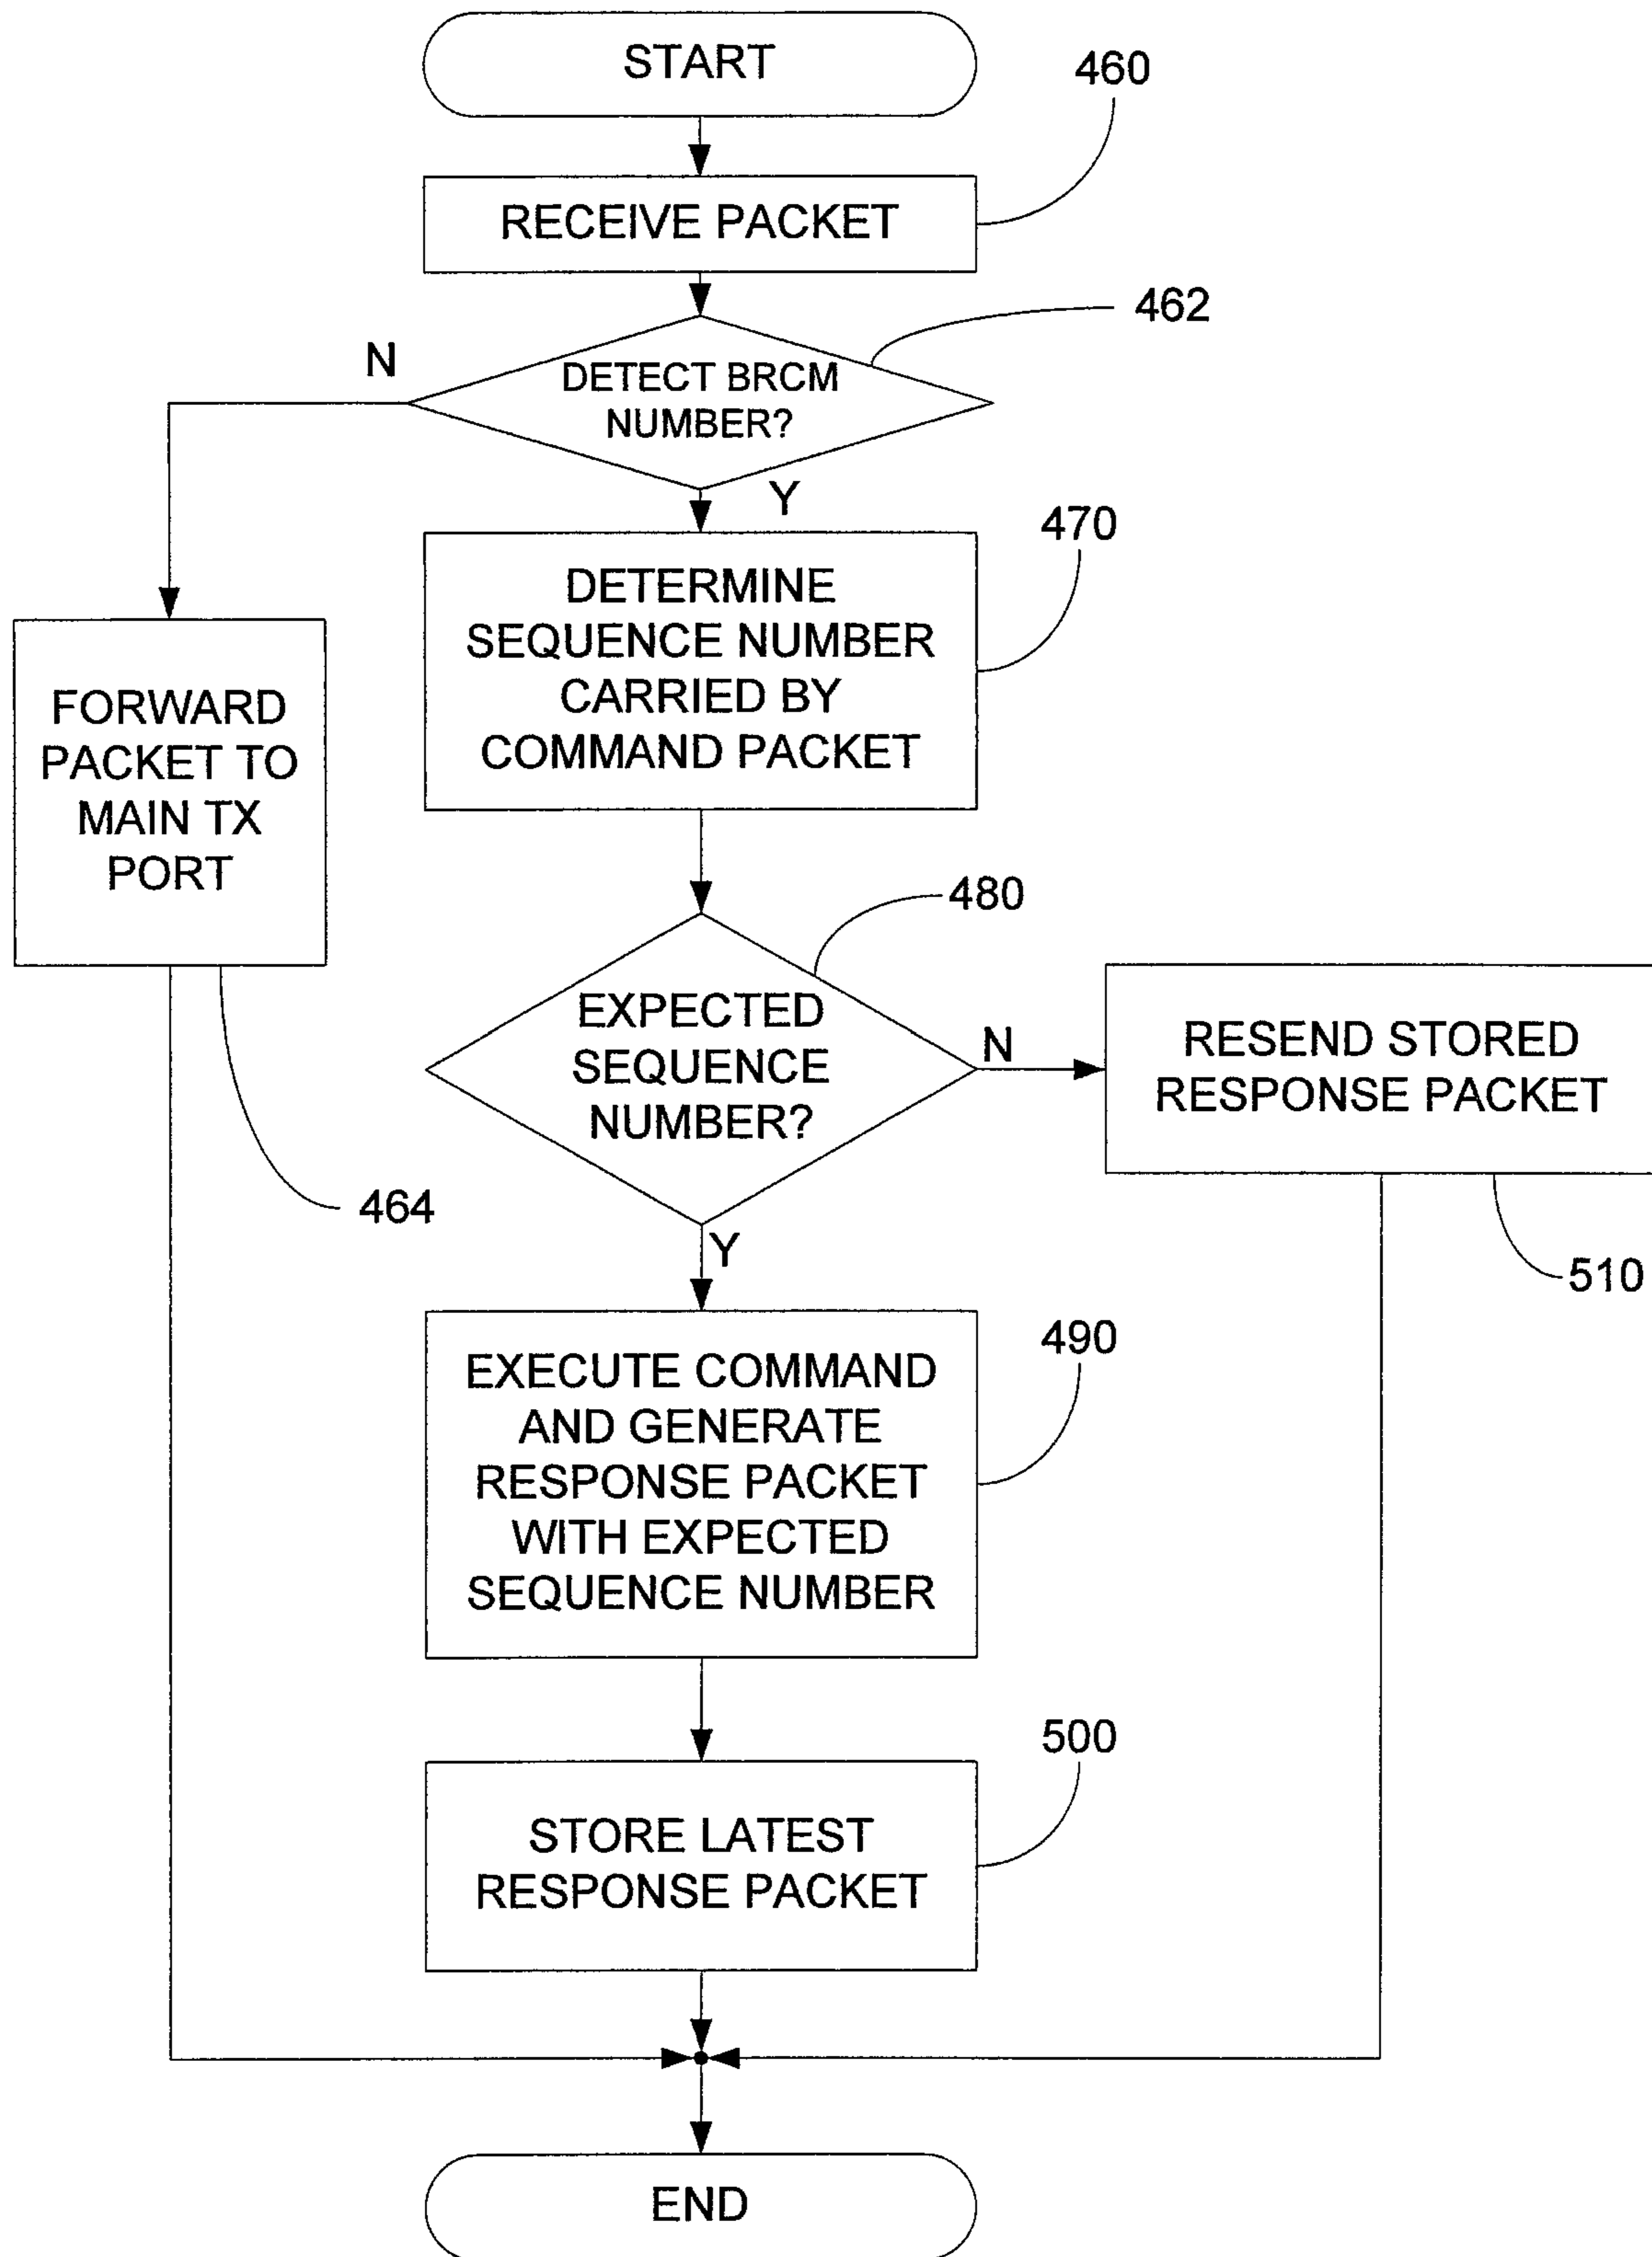 START
460
RECEIVE PACKET
462
N
DETECT BRCM
NUMBER?
Y
470
DETERMINE
SEQUENCE NUMBER
CARRIED BY
COMMAND PACKET
FORWARD
PACKET TO
MAIN TX
PORT
480
EXPECTED
SEQUENCE
NUMBER?
N
RESEND STORED
RESPONSE PACKET
464
Y
510
490
EXECUTE COMMAND
AND GENERATE
RESPONSE PACKET
WITH EXPECTED
SEQUENCE NUMBER
500
STORE LATEST
RESPONSE PACKET
END